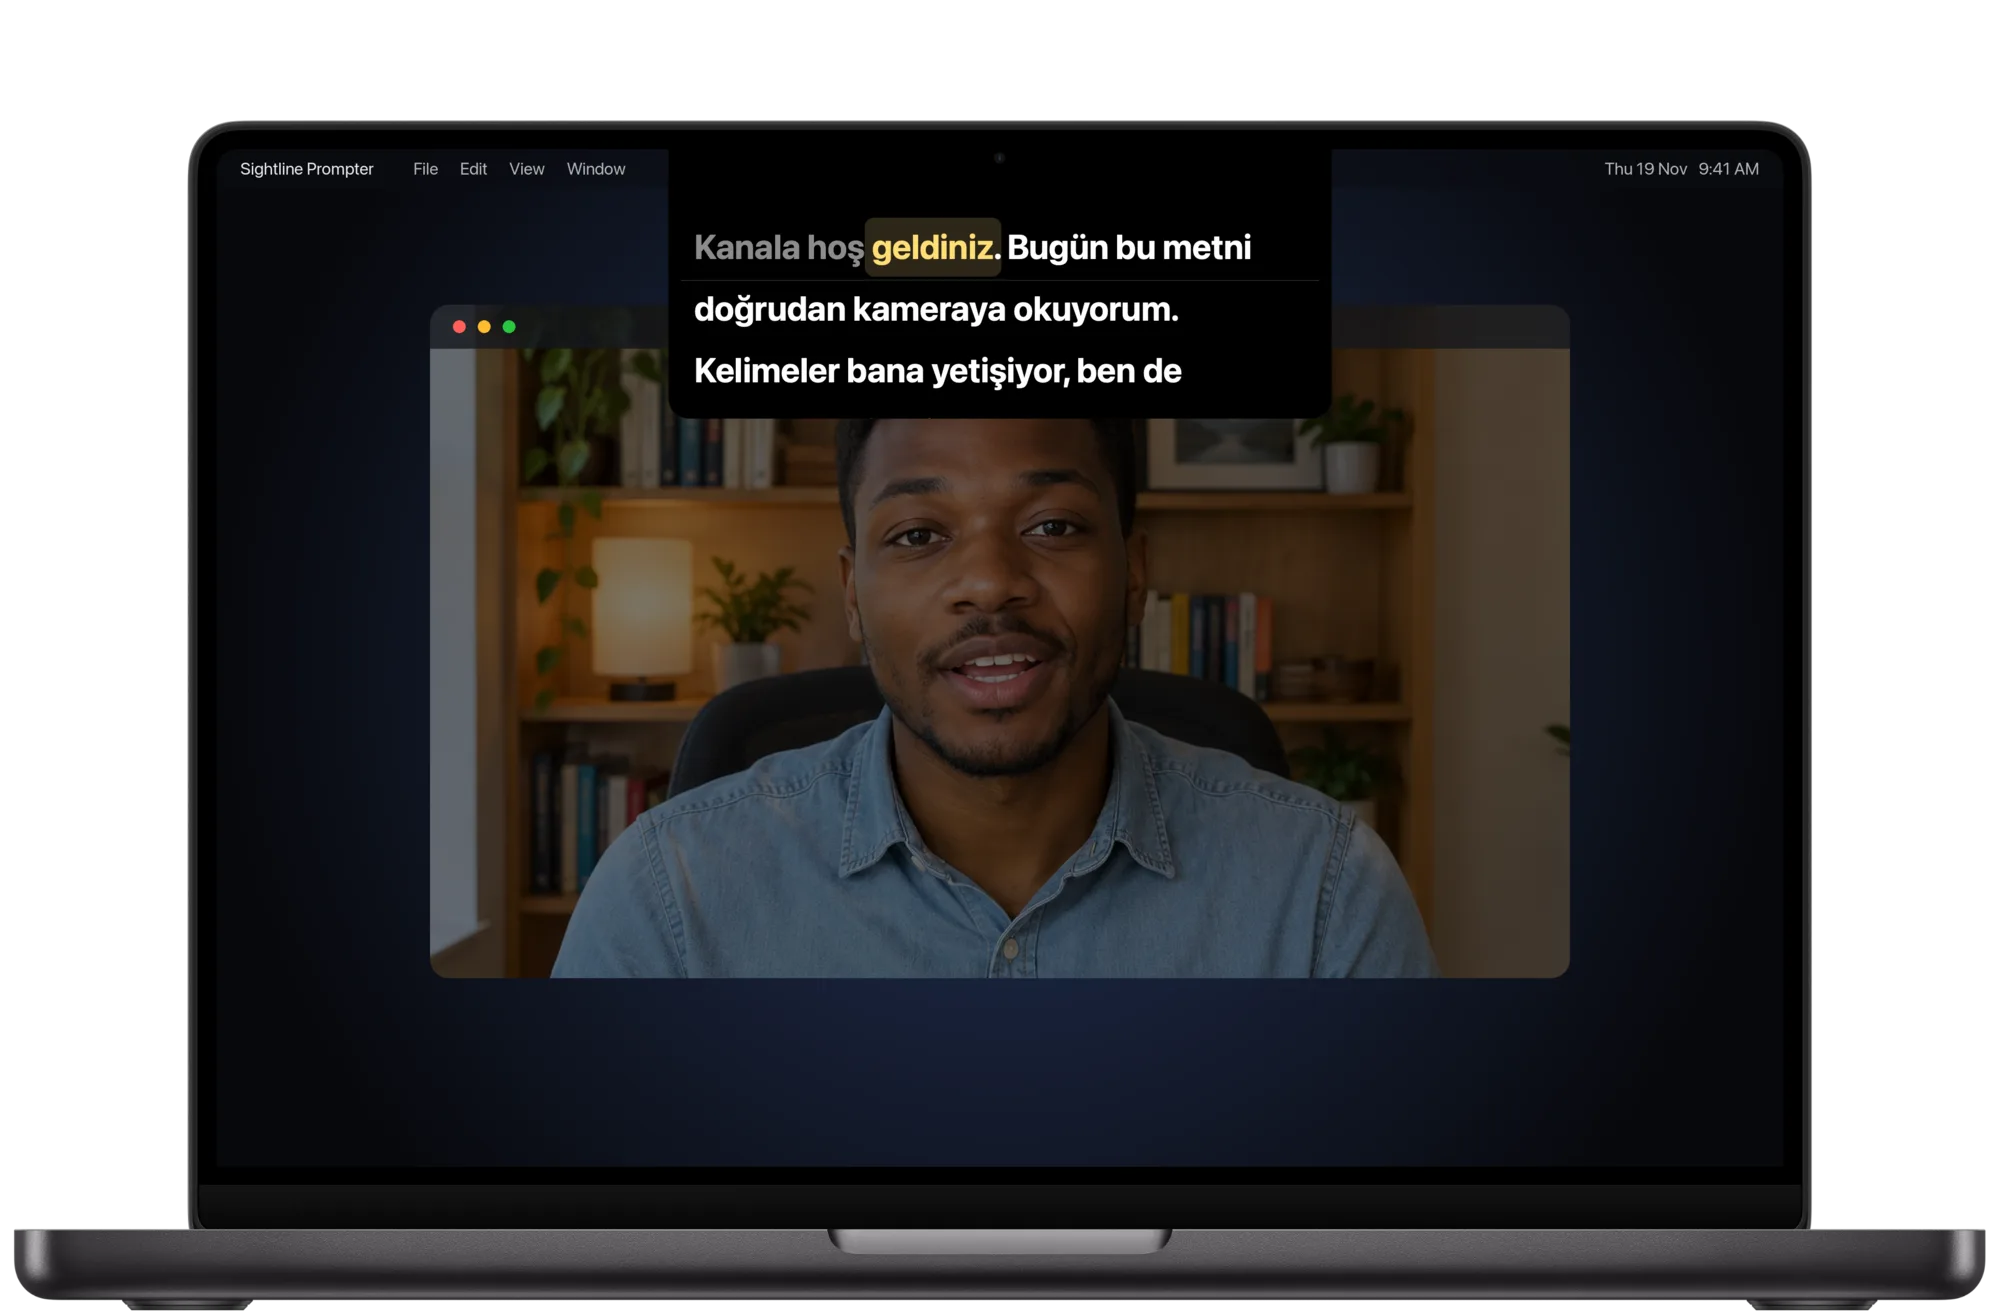 Sightline Prompter File Edit View Window Thu 19 Nov 9:41 AM
Kanala hoş geldiniz. Bugün bu metni
doğrudan kameraya okuyorum.
Kelimeler bana yetişiyor, ben de